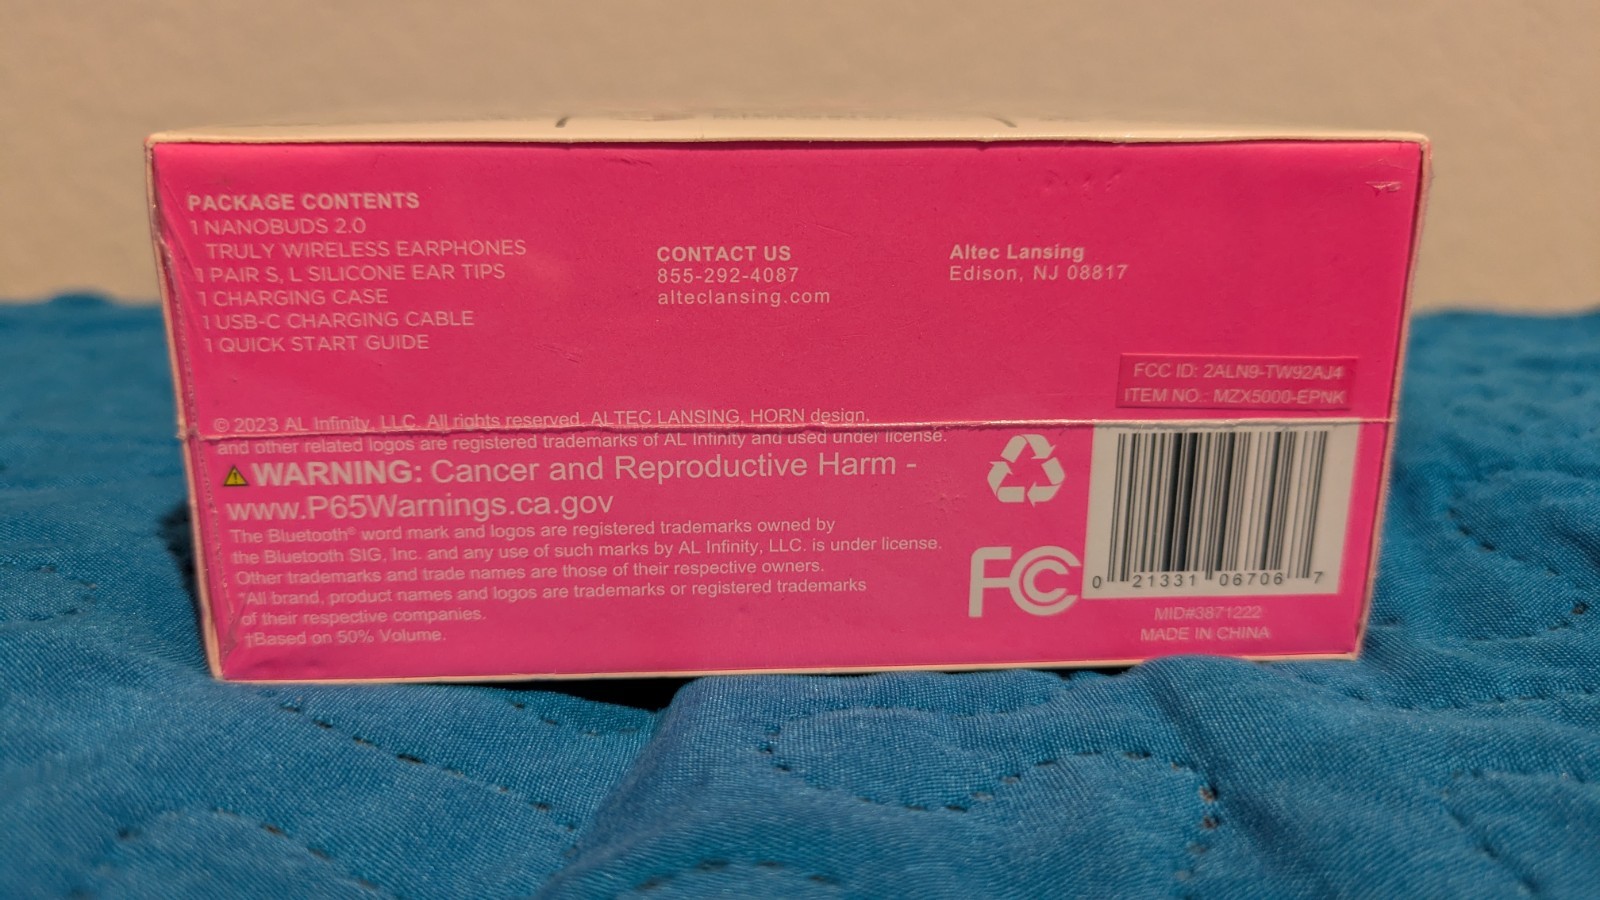 PACKAGE CONTENTS
1 NANOBUDS 2.0
TRULY WIRELESS EARPHONES
1 PAIR S, L SILICONE EAR TIPS
1 CHARGING CASE
1 USB-C CHARGING CABLE
1 QUICK START GUIDE
CONTACT US
855-292-4087
alteclansing.com
Altec Lansing
Edison, NJ 08817
FCC ID: 2ALN9-TW92AJ4
ITEM NO.: MZX5000-EPNK
© 2023 AL Infinity, LLC. All rights reserved. ALTEC LANSING, HORN design,
and other related logos are registered trademarks of AL Infinity and used under license.
⚠ WARNING: Cancer and Reproductive Harm -
www.P65Warnings.ca.gov
The Bluetooth® word mark and logos are registered trademarks owned by
the Bluetooth SIG, Inc. and any use of such marks by AL Infinity, LLC. is under license.
Other trademarks and trade names are those of their respective owners.
*All brand, product names and logos are trademarks or registered trademarks
of their respective companies.
†Based on 50% Volume.
FC
0 21331 06706 7
MID#3871222
MADE IN CHINA